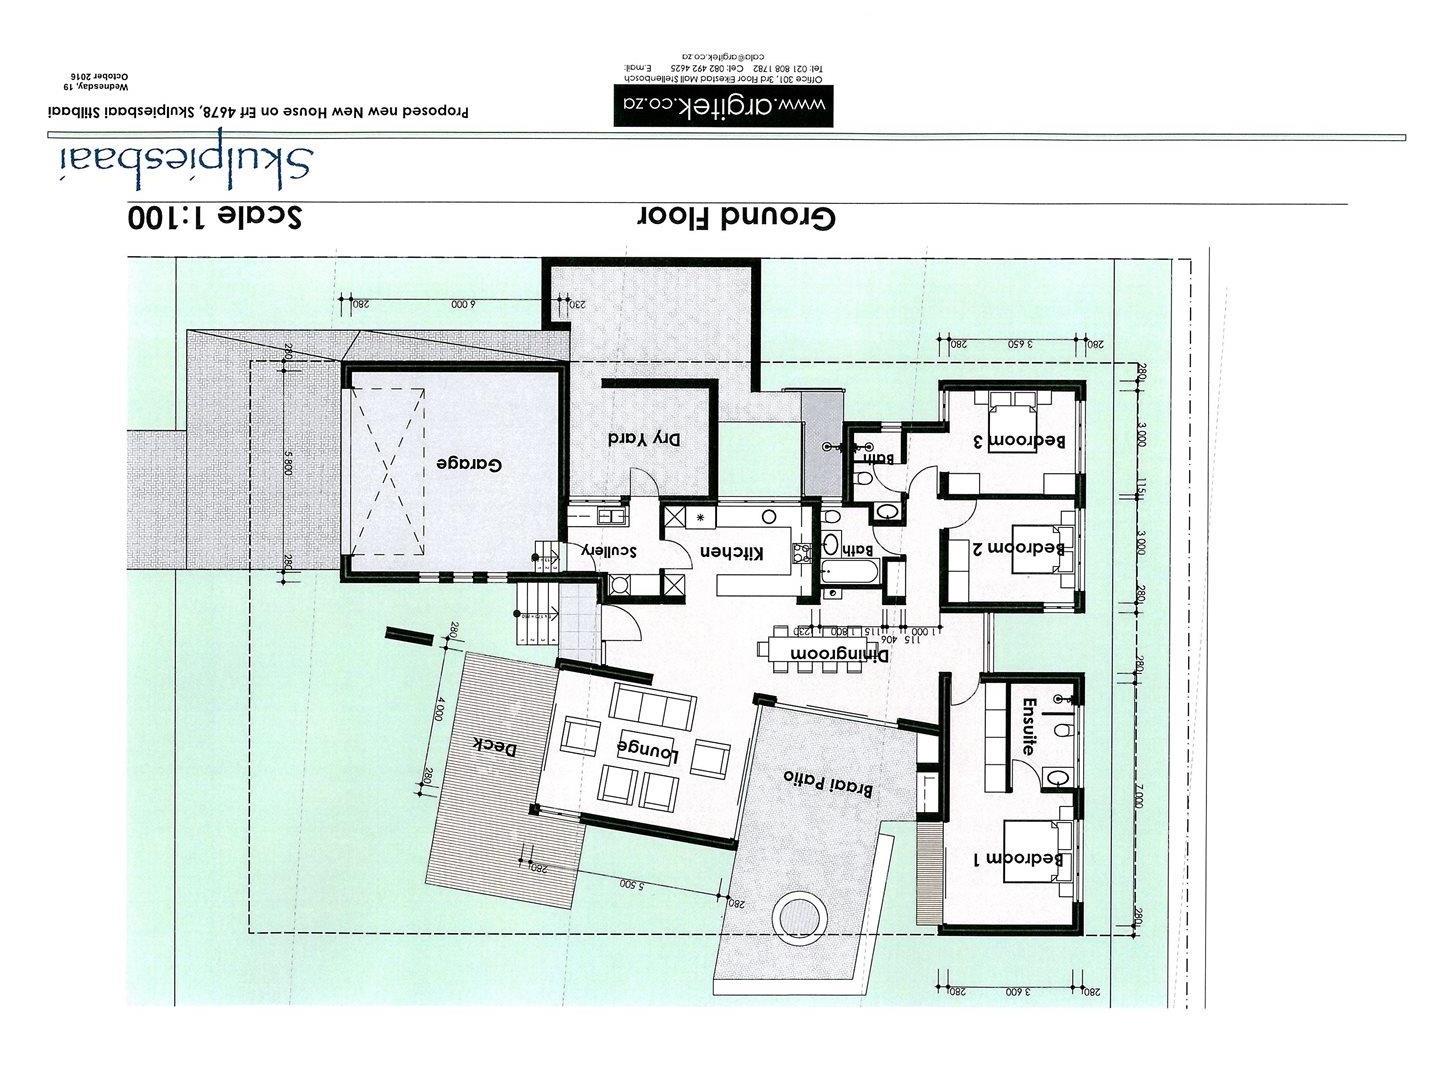 280
3 600
280
280
Bedroom 1
7 000
280
5 500
280
280
4 000
280
Ensuite
Braai Patio
Lounge
Deck
280
Diningroom
1 000
115
406
115
1 800
230
280
Bedroom 2
3 000
Bath
Kitchen
Scullery
280
115
Bedroom 3
3 000
Bath
Dry Yard
Garage
5 800
280
280
280
3 650
280
230
6 000
280
Ground Floor
Scale 1:100
Skulpiesbaai
www.argitek.co.za
Proposed new New House on Erf 4678, Skulpiesbaai Stilbaai
Office 301, 3rd Floor Eikestad Mall Stellenbosch
Tel: 021 808 1782 Cel: 082 492 4625 E.mail:
cala@argitek.co.za
Wednesday, 19
October 2016